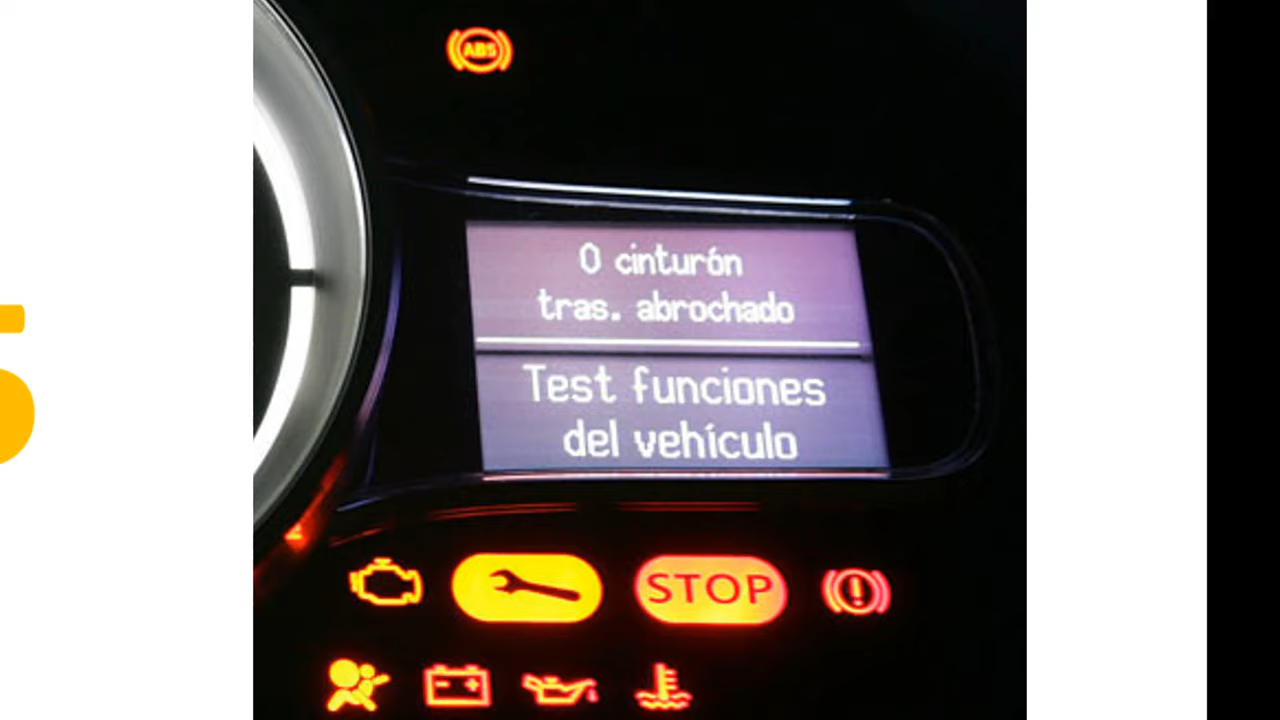 ABS
0 cinturón
tras. abrochado
Test funciones
del vehículo
STOP